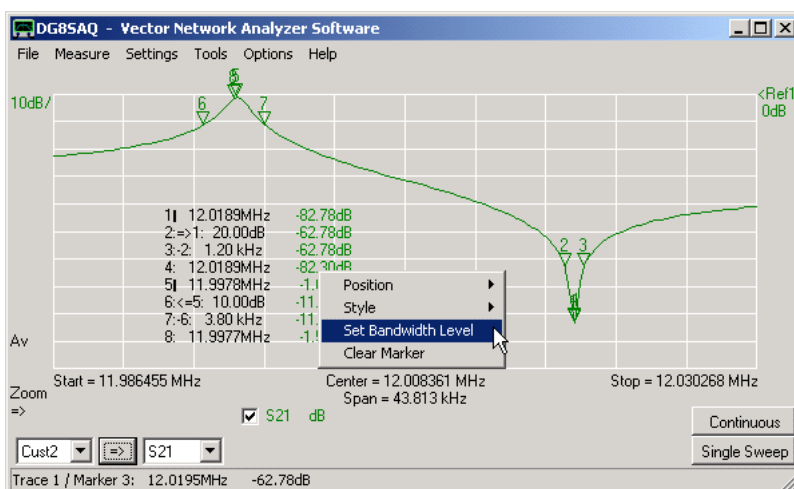 DG8SAQ - Vector Network Analyzer Software
File Measure Settings Tools Options Help
10dB/
<Ref1
0dB
6 7
2 3
1| 12.0189MHz -82.78dB
2:=>1: 20.00dB -62.78dB
3:-2: 1.20 kHz -62.78dB
4: 12.0189MHz -82.30dB
5| 11.9978MHz
6:<=5: 10.00dB -11.
7:-6: 3.80 kHz -11.
8: 11.9977MHz
Position
Style
Set Bandwidth Level
Clear Marker
Av
Start = 11.986455 MHz Center = 12.008361 MHz Stop = 12.030268 MHz
Span = 43.813 kHz
Zoom
=>
S21 dB
Continuous
Cust2 => S21
Single Sweep
Trace 1 / Marker 3: 12.0195MHz -62.78dB